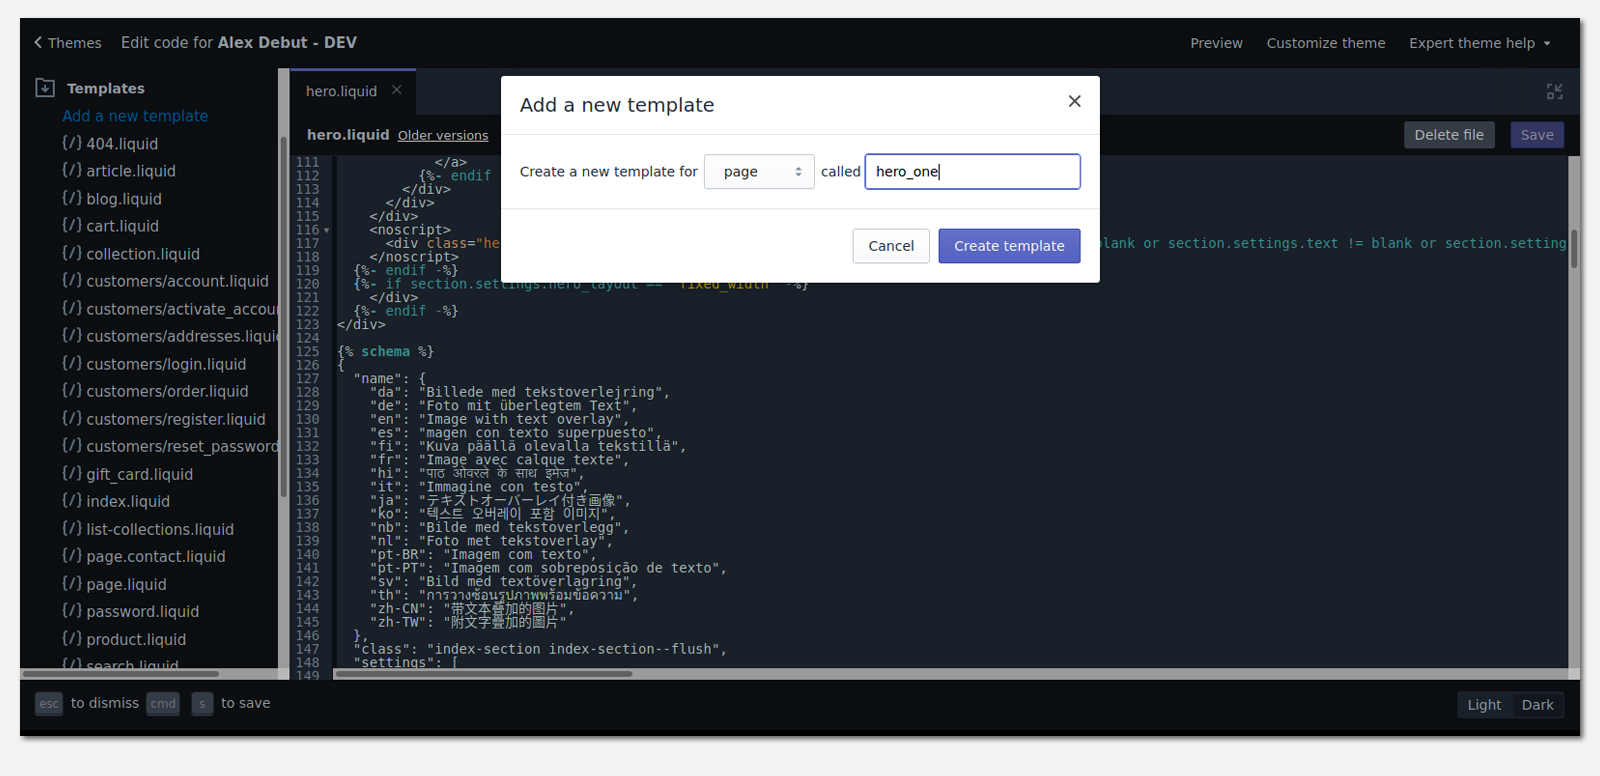 Themes
Edit code for Alex Debut - DEV
Preview
Customize theme
Expert theme help
Templates
Add a new template
{/} 404.liquid
{/} article.liquid
{/} blog.liquid
{/} cart.liquid
{/} collection.liquid
{/} customers/account.liquid
{/} customers/activate_accou
{/} customers/addresses.liqui
{/} customers/login.liquid
{/} customers/order.liquid
{/} customers/register.liquid
{/} customers/reset_password
{/} gift_card.liquid
{/} index.liquid
{/} list-collections.liquid
{/} page.contact.liquid
{/} page.liquid
{/} password.liquid
{/} product.liquid
{/} search.liquid
hero.liquid
hero.liquid Older versions
Delete file
Save
Add a new template
Create a new template for page called hero_one
Cancel
Create template
111 </a>
112 {%- endif
113 </div>
114 </div>
115 </div>
116 <noscript>
117 <div class="he blank or section.settings.text != blank or section.setting
118 </noscript>
119 {%- endif -%}
120 {%- if section.settings.hero_layout == 'fixed_width' -%}
121 </div>
122 {%- endif -%}
123 </div>
124
125 {% schema %}
126 {
127 "name": {
128 "da": "Billede med tekstoverlejring",
129 "de": "Foto mit überlegtem Text",
130 "en": "Image with text overlay",
131 "es": "magen con texto superpuesto",
132 "fi": "Kuva päällä olevalla tekstillä",
133 "fr": "Image avec calque texte",
134 "hi": "पाठ ओवरले के साथ इमेज",
135 "it": "Immagine con testo",
136 "ja": "テキストオーバーレイ付き画像",
137 "ko": "텍스트 오버레이 포함 이미지",
138 "nb": "Bilde med tekstoverlegg",
139 "nl": "Foto met tekstoverlay",
140 "pt-BR": "Imagem com texto",
141 "pt-PT": "Imagem com sobreposição de texto",
142 "sv": "Bild med textöverlagring",
143 "th": "การวางซ้อนรูปภาพพร้อมข้อความ",
144 "zh-CN": "带文本叠加的图片",
145 "zh-TW": "附文字疊加的圖片"
146 },
147 "class": "index-section index-section--flush",
148 "settings": [
149
esc to dismiss cmd s to save
Light
Dark